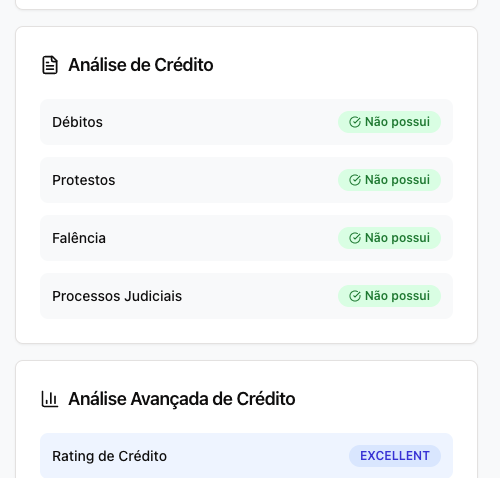 Análise de Crédito
Débitos Não possui
Protestos Não possui
Falência Não possui
Processos Judiciais Não possui
Análise Avançada de Crédito
Rating de Crédito EXCELLENT